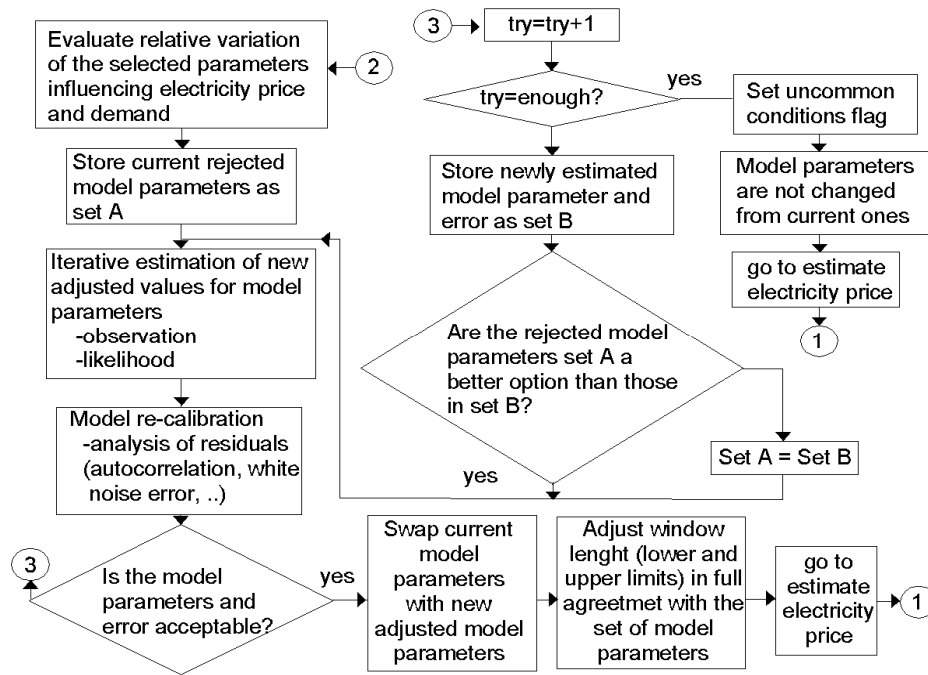 Evaluate relative variation
of the selected parameters
influencing electricity price
and demand
2
Store current rejected
model parameters as
set A
Iterative estimation of new
adjusted values for model
parameters
-observation
-likelihood
Model re-calibration
-analysis of residuals
(autocorrelation, white
noise error, ..)
3
Is the model
parameters and
error acceptable?
yes
Swap current
model
parameters
with new
adjusted model
parameters
Adjust window
lenght (lower and
upper limits) in full
agreetmet with the
set of model
parameters
go to
estimate
electricity
price
1
3
try=try+1
try=enough?
yes
Set uncommon
conditions flag
Model parameters
are not changed
from current ones
go to estimate
electricity price
1
Store newly estimated
model parameter and
error as set B
Are the rejected model
parameters set A a
better option than those
in set B?
yes
Set A = Set B